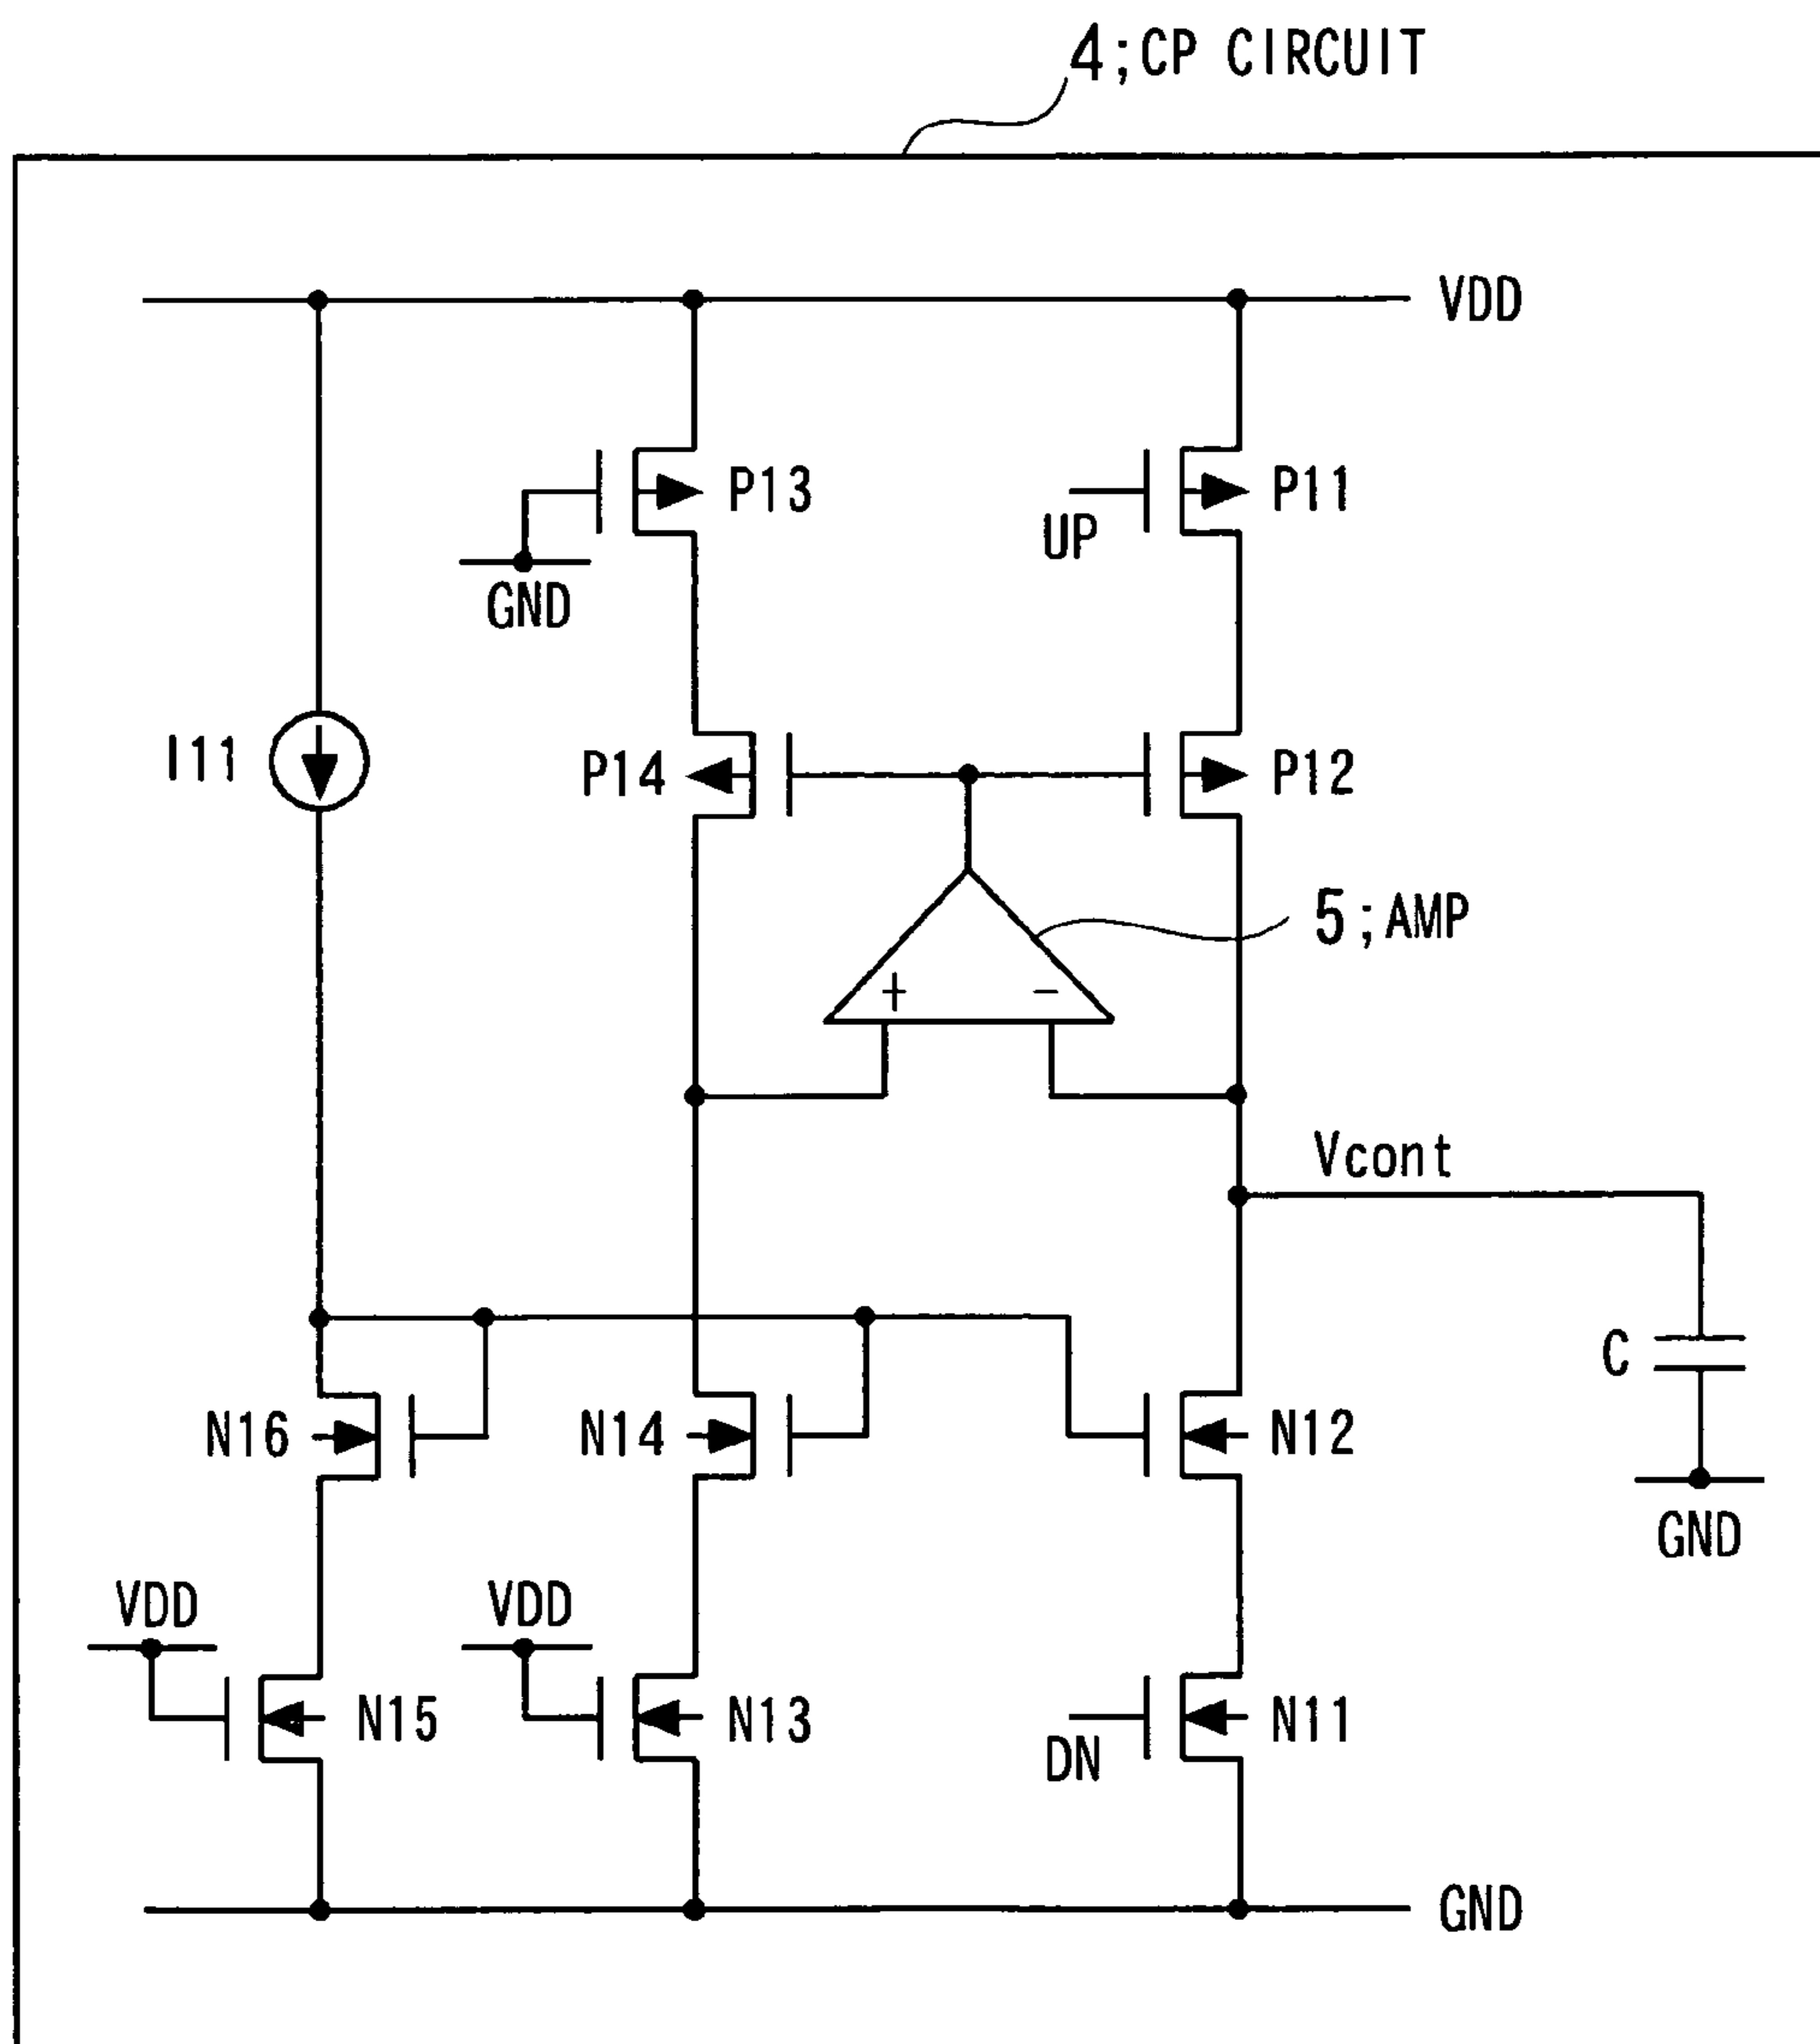 4;CP CIRCUIT
VDD
P13
P11
UP
GND
I11
P14
P12
5;AMP
+
-
Vcont
C
N16
N14
N12
GND
VDD
VDD
N15
N13
N11
DN
GND